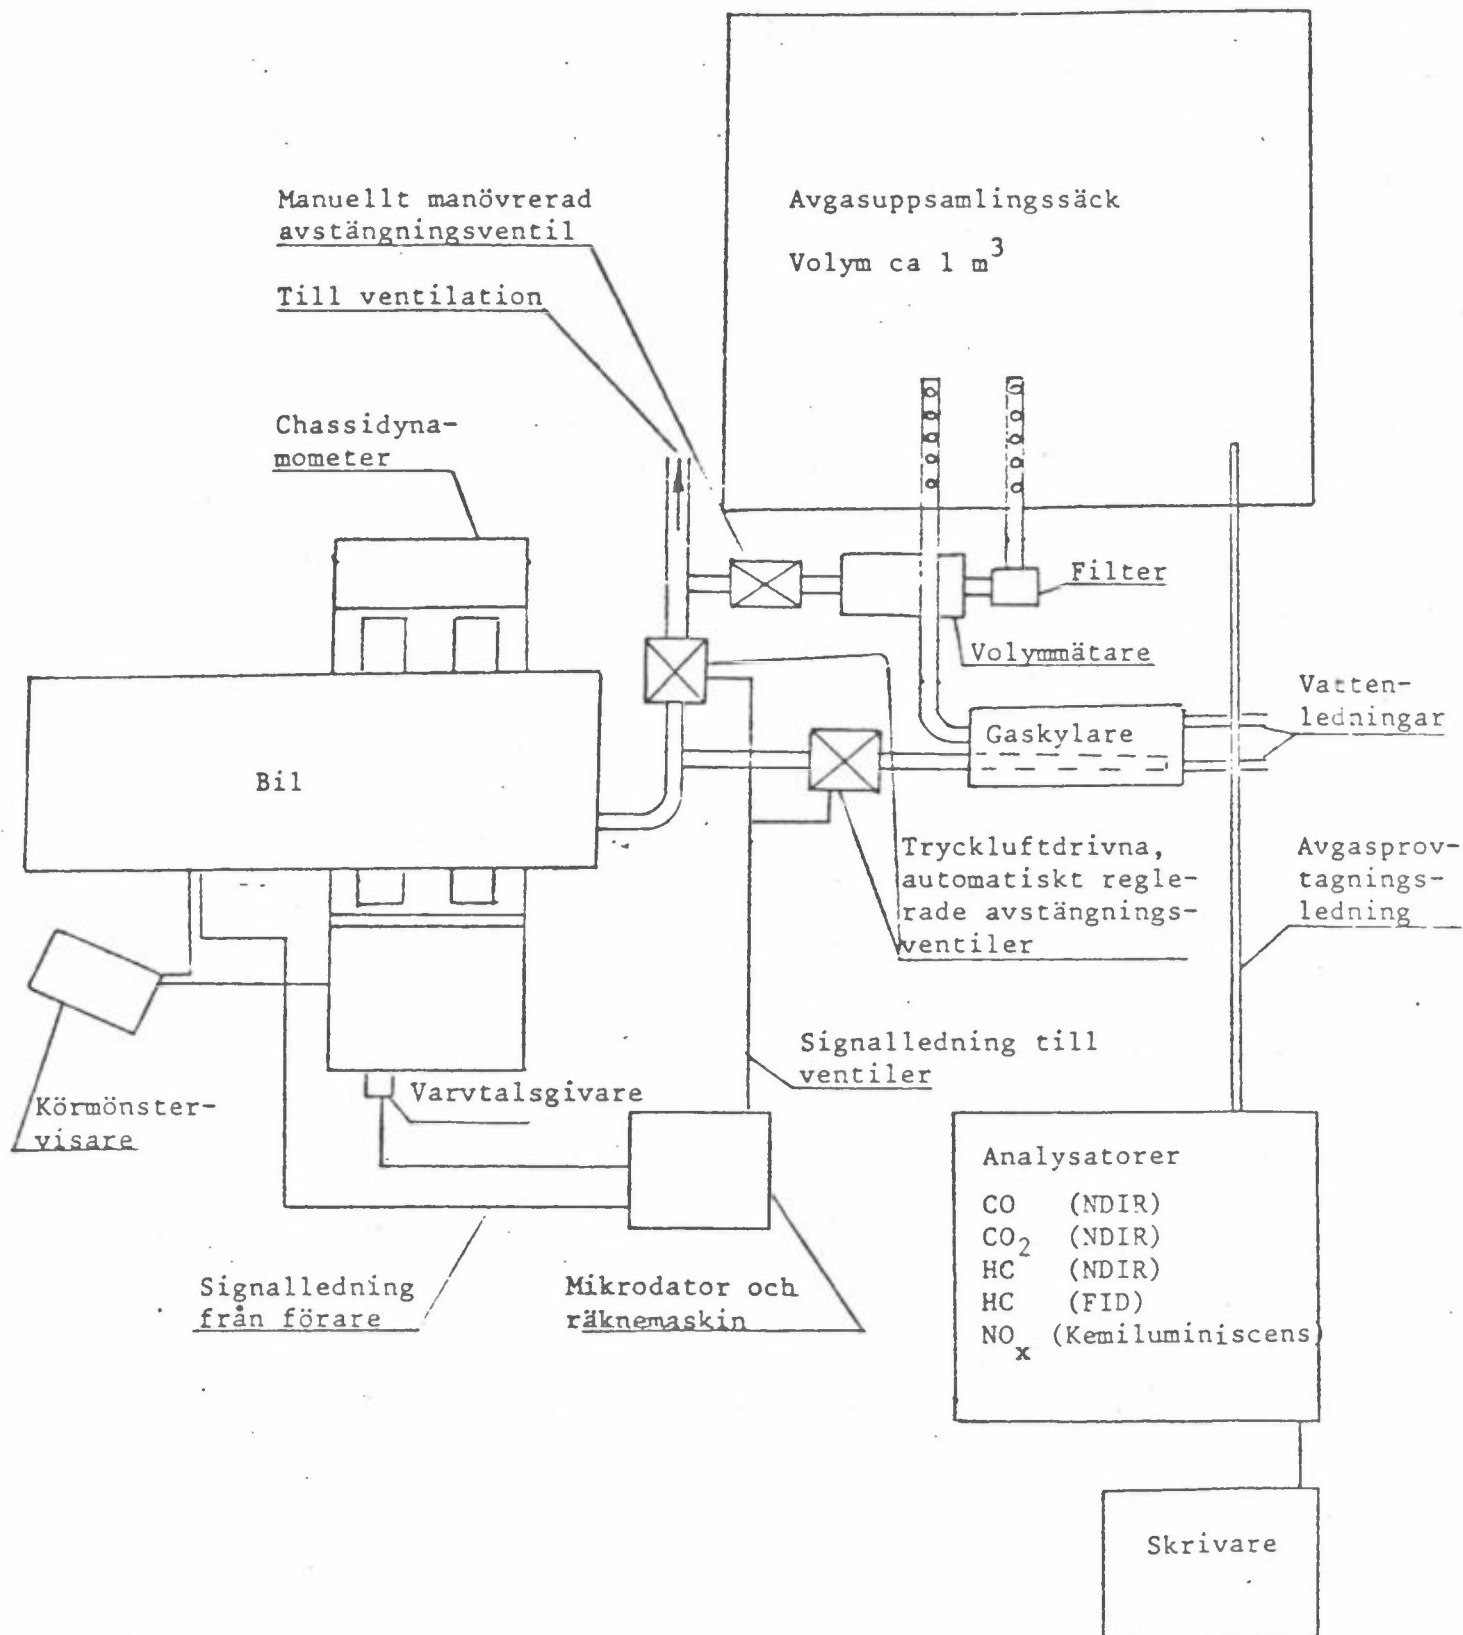 Avgasuppsamlingssäck
Volym ca 1 m³
Manuellt manövrerad
avstängningsventil
Till ventilation
Chassidyna-
mometer
Filter
Volymmätare
Vatten-
ledningar
Gaskylare
Bil
Tryckluftdrivna,
automatiskt regle-
rade avstängnings-
ventiler
Avgasprov-
tagnings-
ledning
Signalledning till
ventiler
Varvtalsgivare
Körmönster-
visare
Analysatorer
CO (NDIR)
CO₂ (NDIR)
HC (NDIR)
HC (FID)
NOₓ (Kemiluminiscens)
Signalledning
från förare
Mikrodator och
räknemaskin
Skrivare